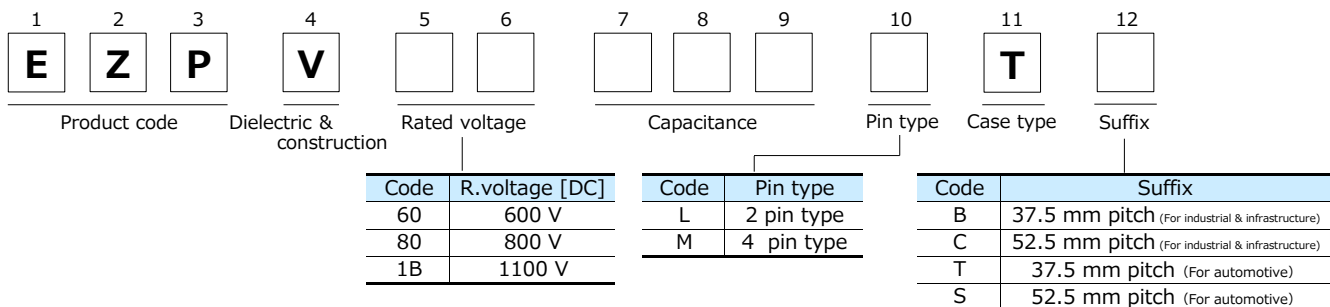 1 2 3 4 5 6 7 8 9 10 11 12
E Z P V T
Product code Dielectric & construction Rated voltage Capacitance Pin type Case type Suffix
Code R.voltage [DC]
60 600 V
80 800 V
1B 1100 V
Code Pin type
L 2 pin type
M 4 pin type
Code Suffix
B 37.5 mm pitch (For industrial & infrastructure)
C 52.5 mm pitch (For industrial & infrastructure)
T 37.5 mm pitch (For automotive)
S 52.5 mm pitch (For automotive)